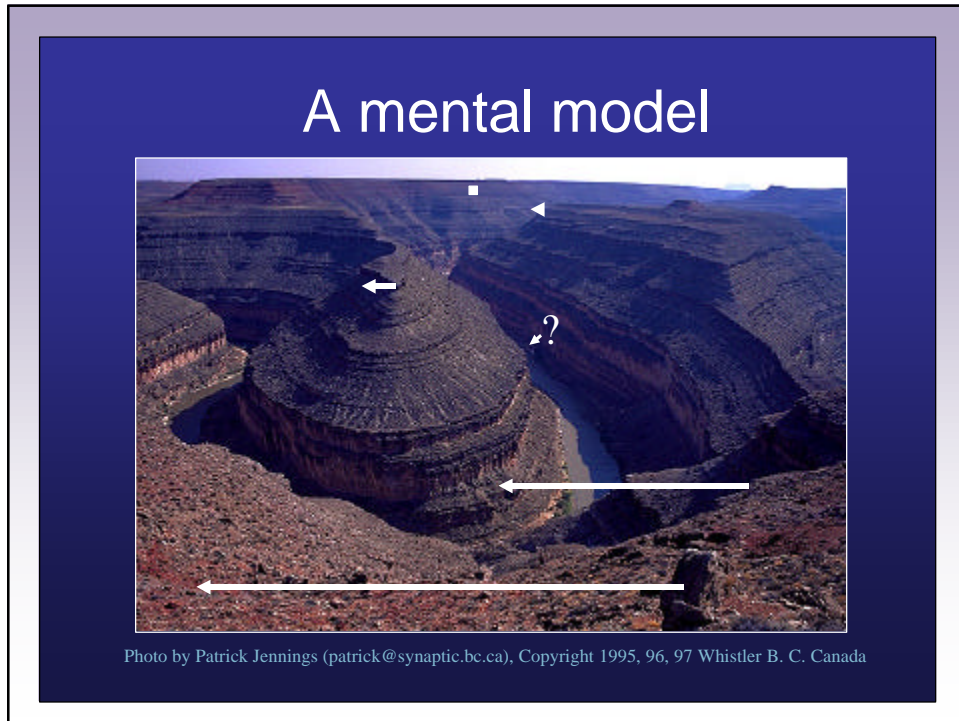 A mental model
?
Photo by Patrick Jennings (patrick@synaptic.bc.ca), Copyright 1995, 96, 97 Whistler B. C. Canada